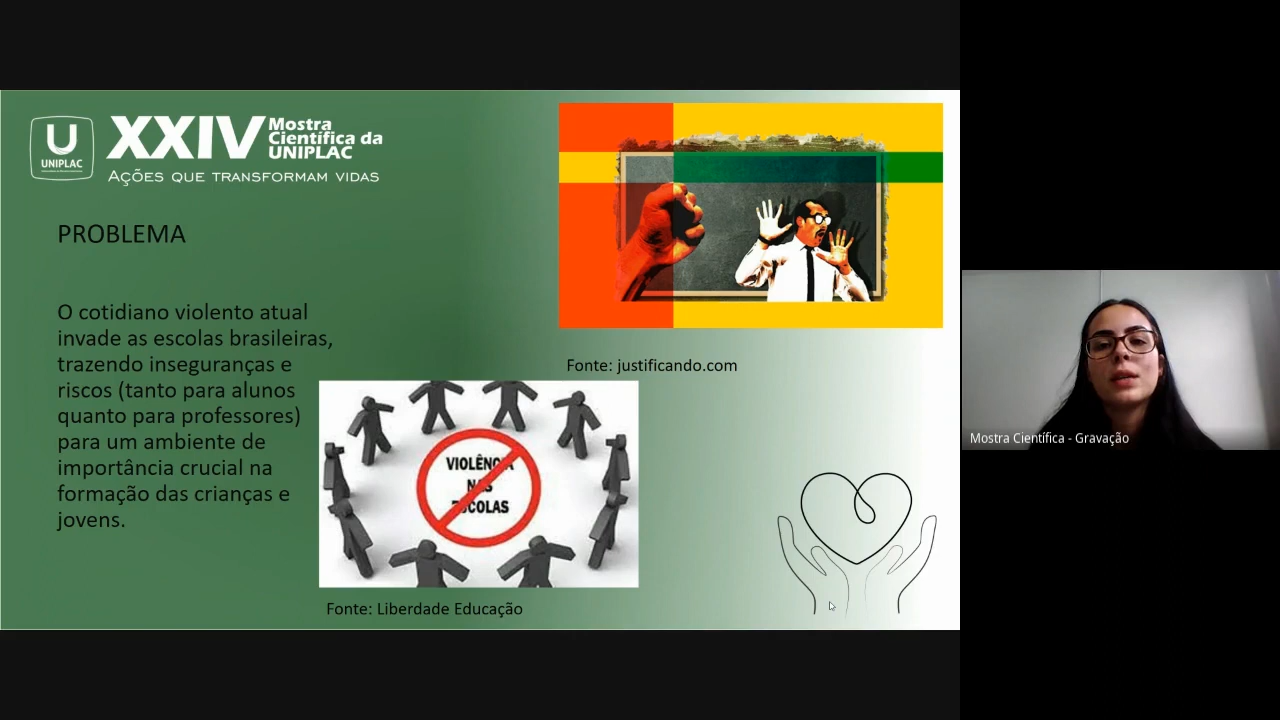 U
UNIPLAC
XXIV
Mostra
Científica da
UNIPLAC
AÇÕES QUE TRANSFORMAM VIDAS
PROBLEMA
O cotidiano violento atual
invade as escolas brasileiras,
trazendo inseguranças e
riscos (tanto para alunos
quanto para professores)
para um ambiente de
importância crucial na
formação das crianças e
jovens.
Fonte: justificando.com
VIOLÊNCIA
NAS
ESCOLAS
Fonte: Liberdade Educação
Mostra Científica - Gravação